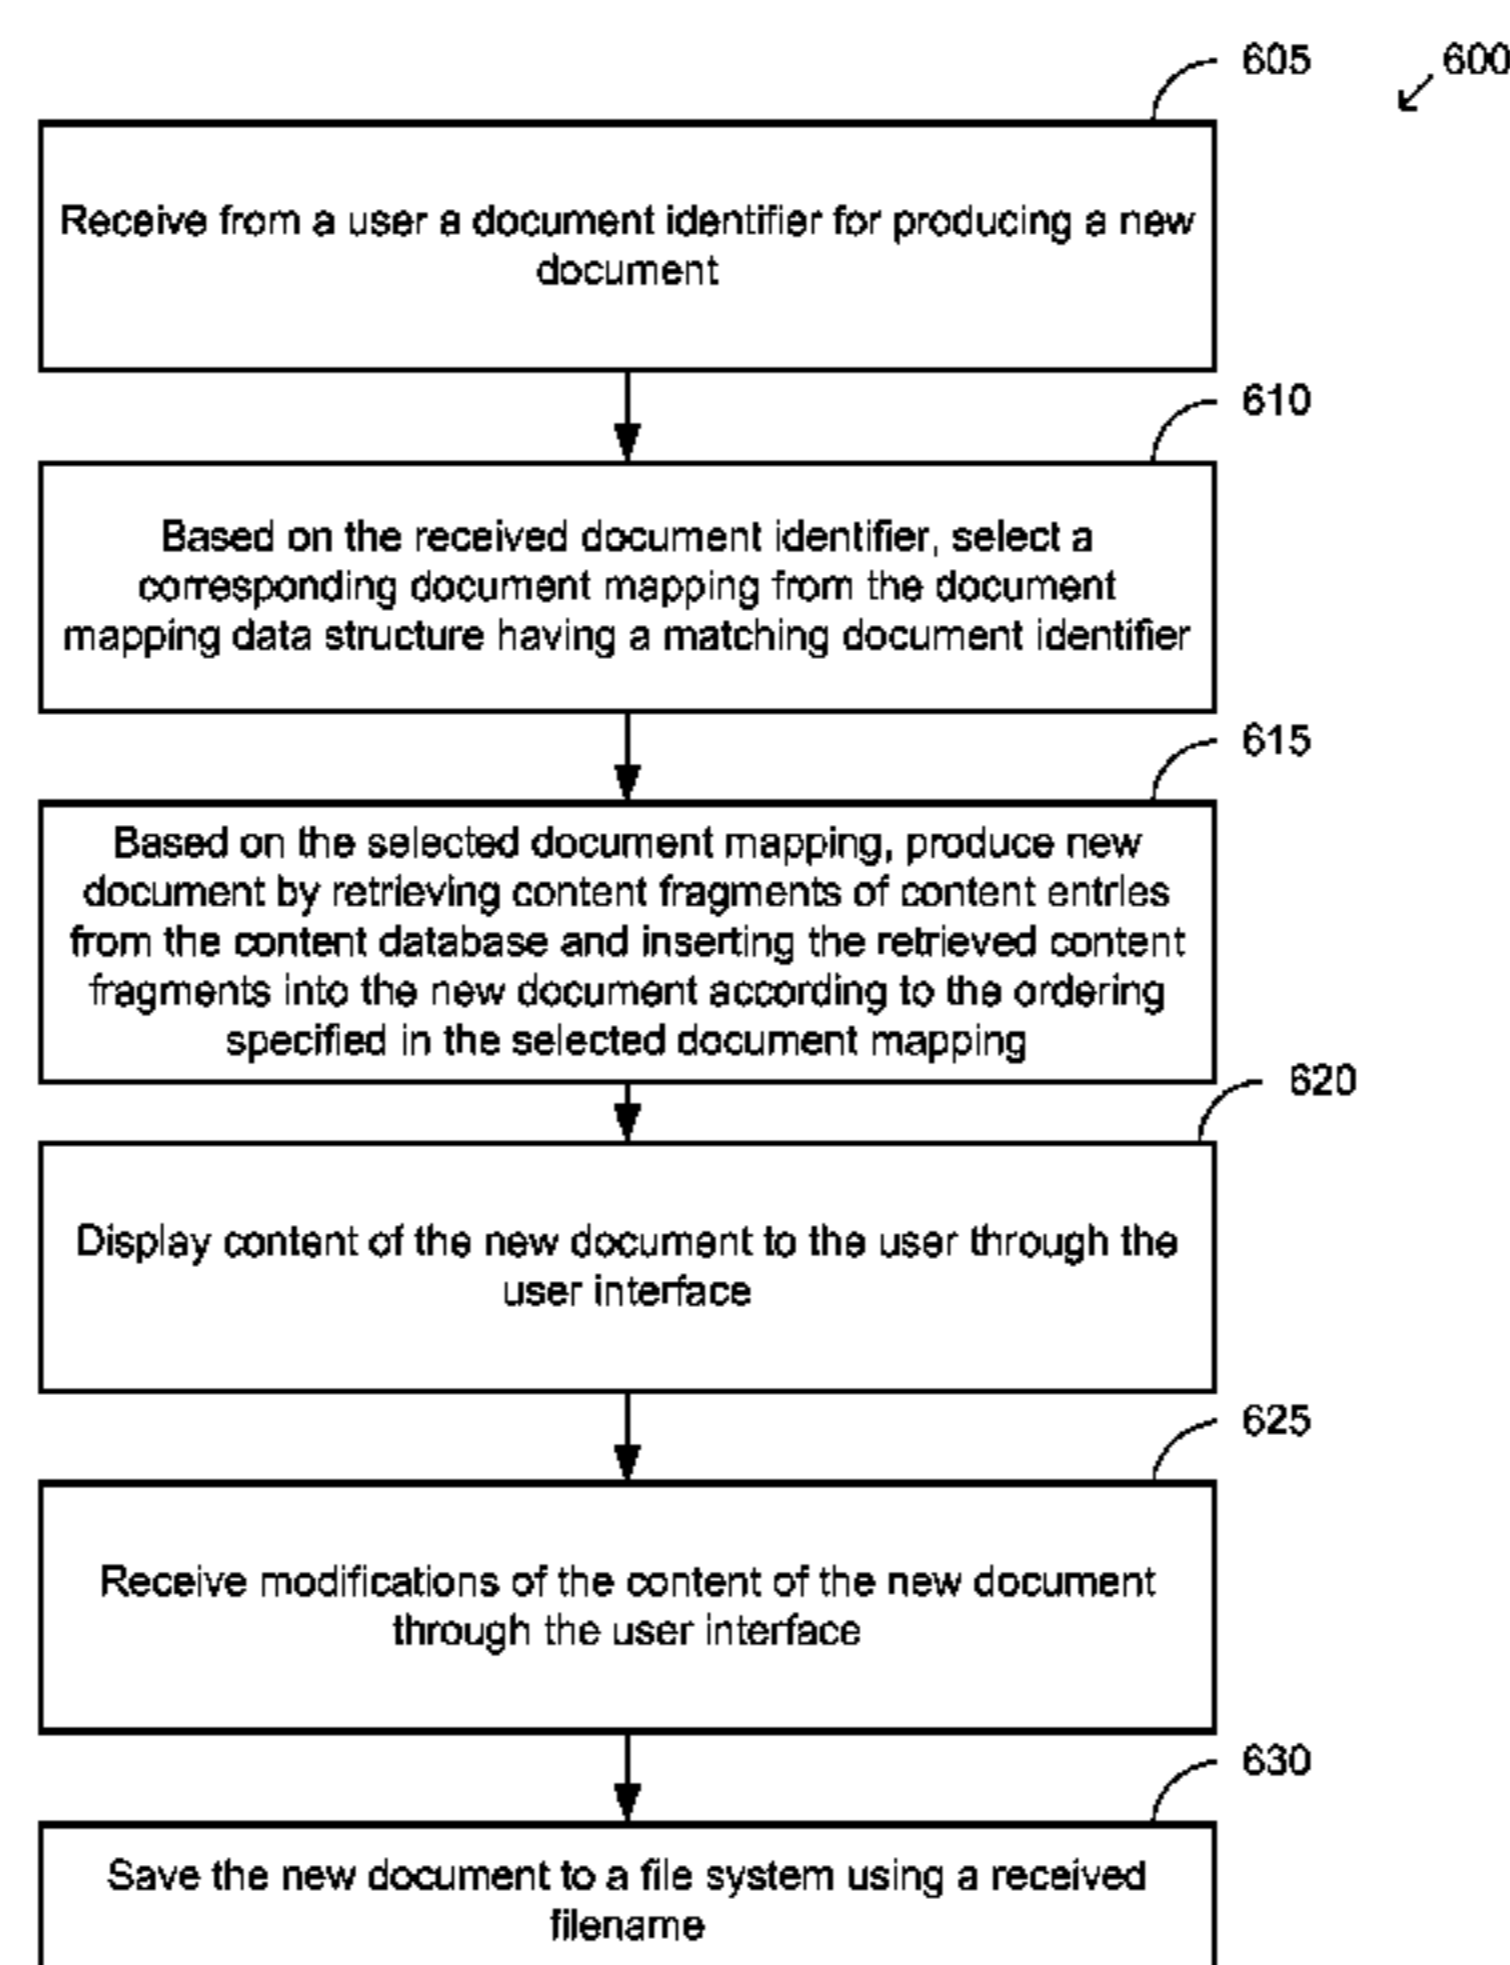 605
600
Receive from a user a document identifier for producing a new
document
610
Based on the received document identifier, select a
corresponding document mapping from the document
mapping data structure having a matching document identifier
615
Based on the selected document mapping, produce new
document by retrieving content fragments of content entries
from the content database and inserting the retrieved content
fragments into the new document according to the ordering
specified in the selected document mapping
620
Display content of the new document to the user through the
user interface
625
Receive modifications of the content of the new document
through the user interface
630
Save the new document to a file system using a received
filename